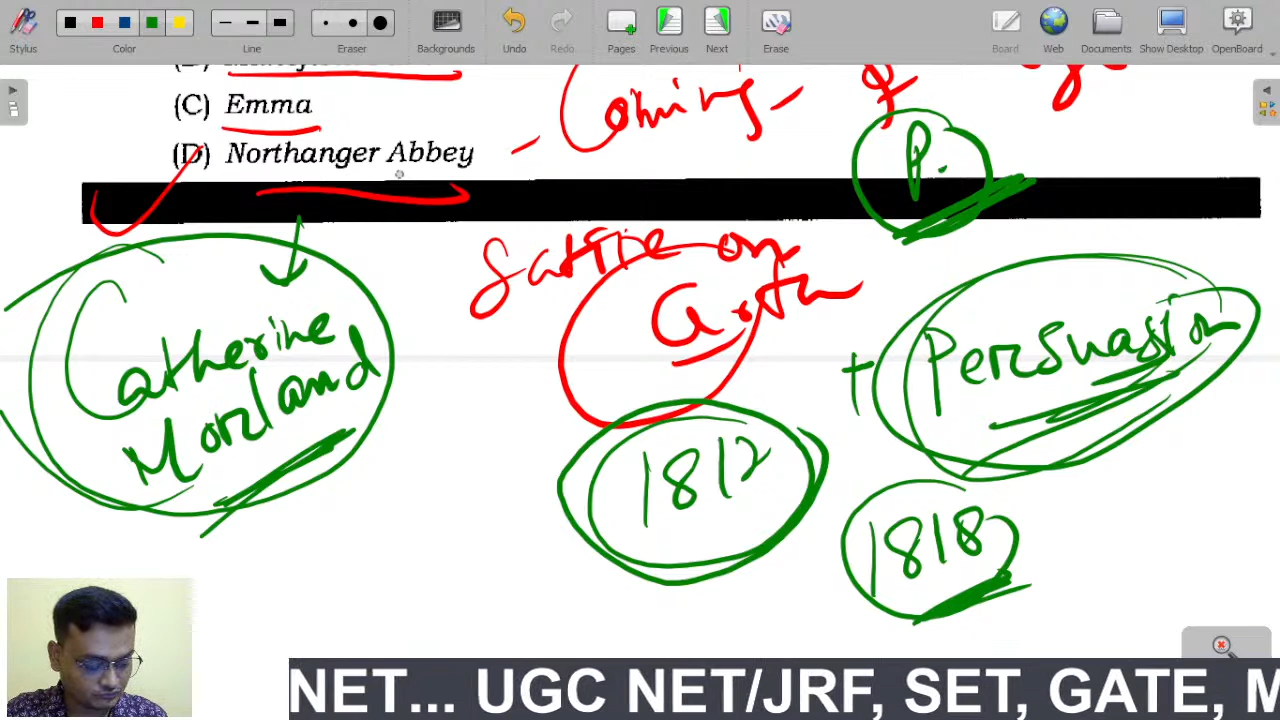 Stylus
Color
Line
Eraser
Backgrounds
Undo
Redo
Pages
Previous
Next
Erase
Board
Web
Documents
Show Desktop
OpenBoard
(C) Emma
(D) Northanger Abbey
Coming -
P.
Satire on
Catherine
Morland
+ Persuasion
1812
1818
NET... UGC NET/JRF, SET, GATE, M